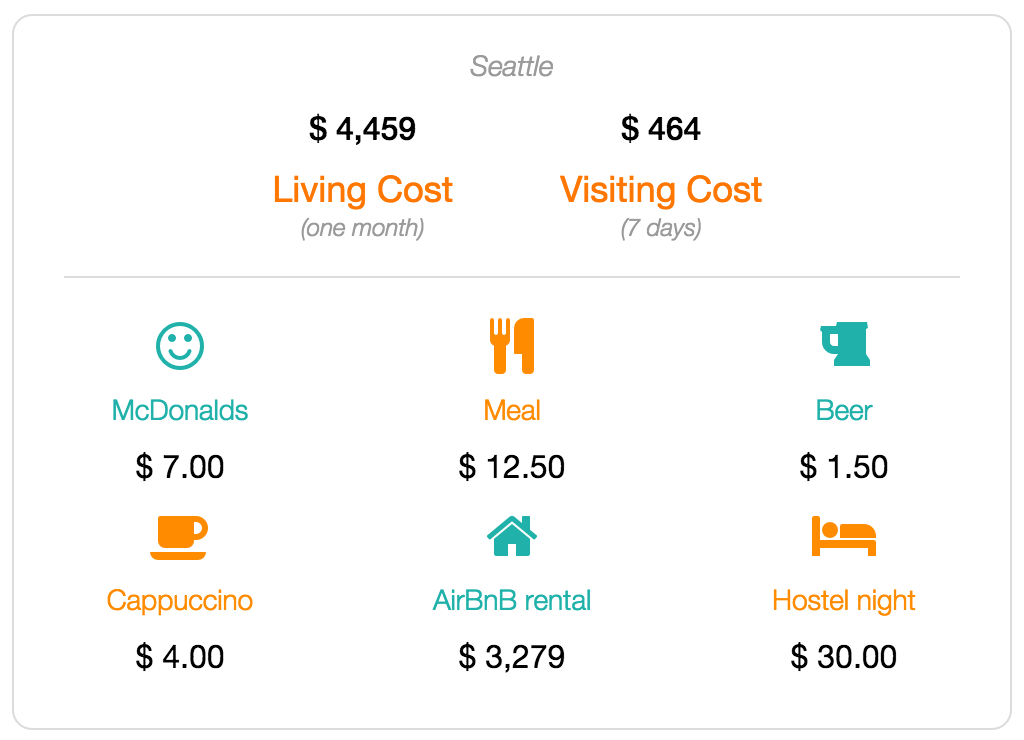 Seattle
$ 4,459 $ 464
Living Cost Visiting Cost
(one month) (7 days)
McDonalds Meal Beer
$ 7.00 $ 12.50 $ 1.50
Cappuccino AirBnB rental Hostel night
$ 4.00 $ 3,279 $ 30.00